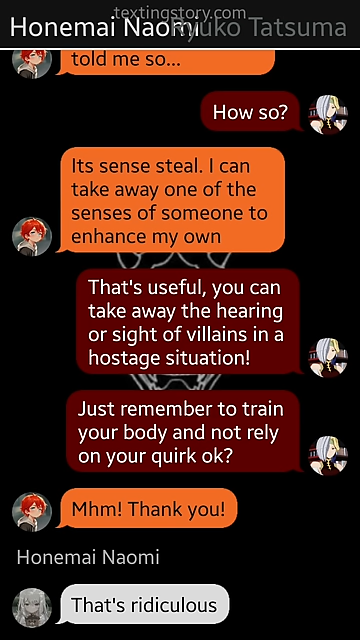 textingstory.com
Honemai Naomi
Ryuko Tatsuma
told me so...
How so?
Its sense steal. I can
take away one of the
senses of someone to
enhance my own
That's useful, you can
take away the hearing
or sight of villains in a
hostage situation!
Just remember to train
your body and not rely
on your quirk ok?
Mhm! Thank you!
Honemai Naomi
That's ridiculous